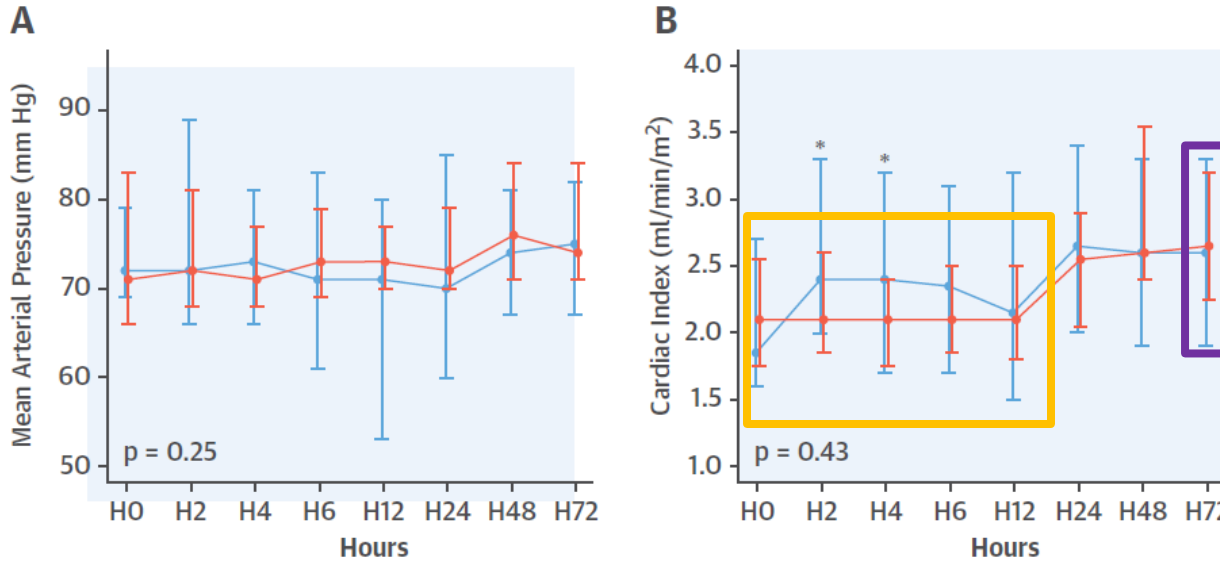 A
Mean Arterial Pressure (mm Hg)
90
80
70
60
50
p = 0.25
H0 H2 H4 H6 H12 H24 H48 H72
Hours
B
Cardiac Index (ml/min/m²)
4.0
3.5
3.0
2.5
2.0
1.5
1.0
* *
p = 0.43
H0 H2 H4 H6 H12 H24 H48 H72
Hours